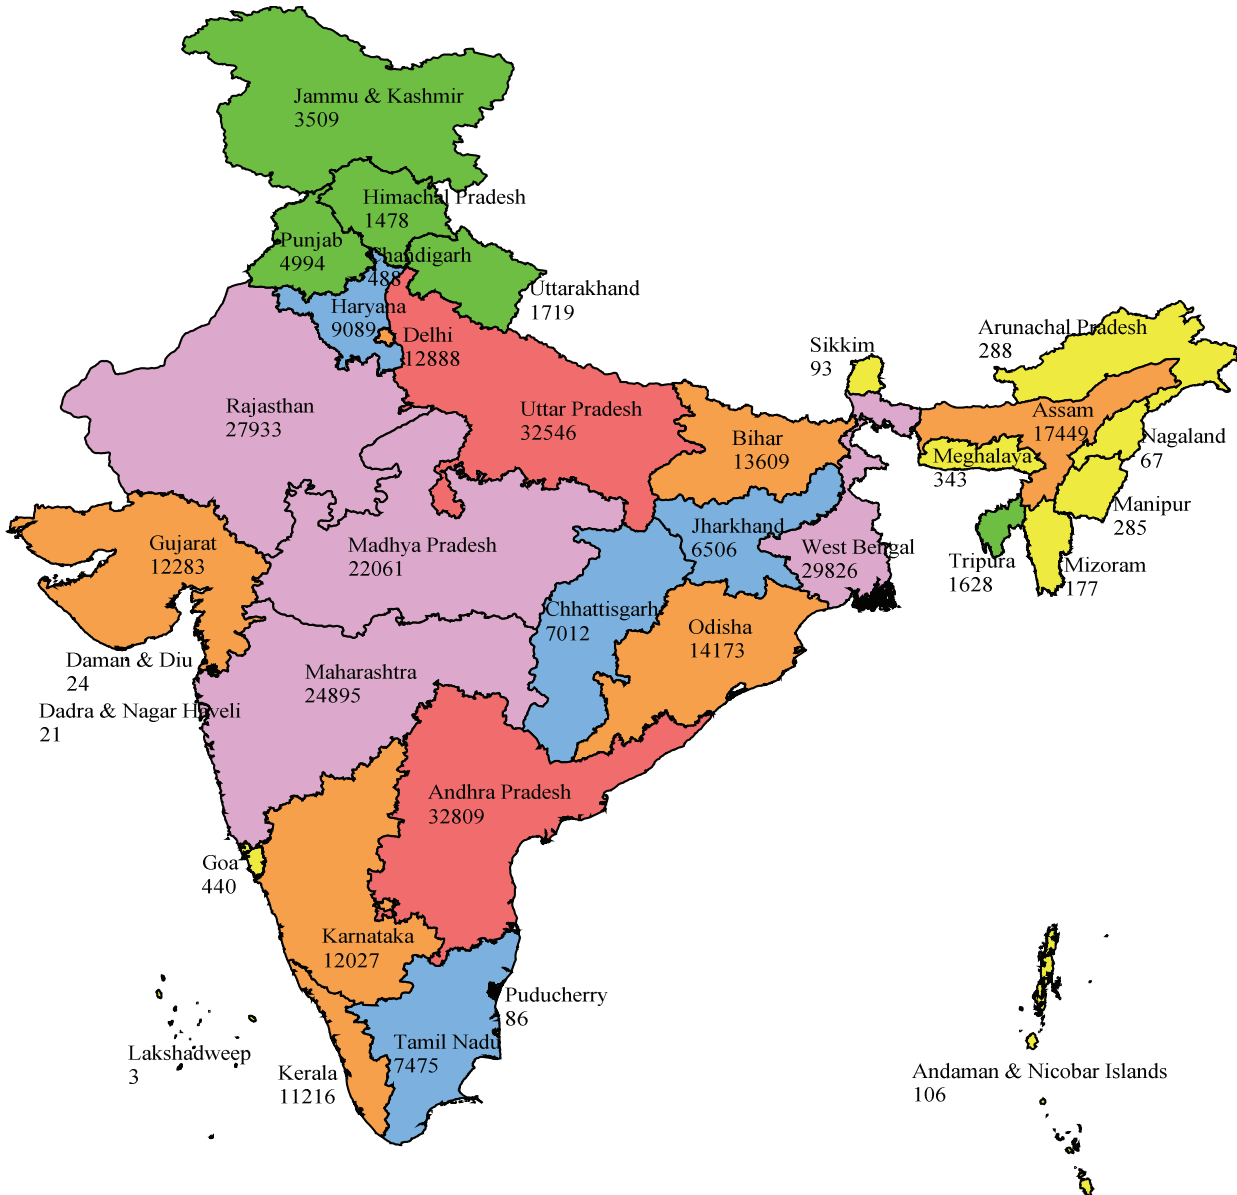 Jammu & Kashmir
3509
Himachal Pradesh
1478
Punjab
4994
Chandigarh
488
Uttarakhand
1719
Haryana
9089
Delhi
12888
Arunachal Pradesh
288
Sikkim
93
Rajasthan
27933
Uttar Pradesh
32546
Bihar
13609
Assam
17449
Nagaland
67
Meghalaya
343
Manipur
285
Gujarat
12283
Madhya Pradesh
22061
Jharkhand
6506
West Bengal
29826
Tripura
1628
Mizoram
177
Chhattisgarh
7012
Odisha
14173
Daman & Diu
24
Maharashtra
24895
Dadra & Nagar Haveli
21
Andhra Pradesh
32809
Goa
440
Karnataka
12027
Puducherry
86
Lakshadweep
3
Tamil Nadu
7475
Kerala
11216
Andaman & Nicobar Islands
106